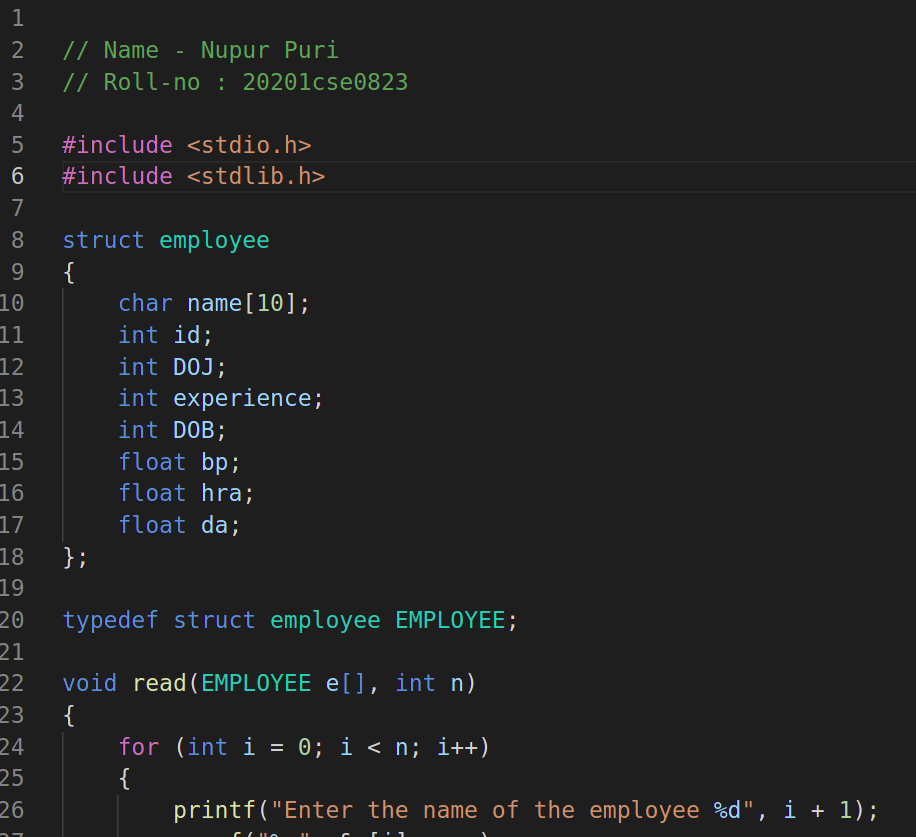 1
2 // Name - Nupur Puri
3 // Roll-no : 20201cse0823
4
5 #include <stdio.h>
6 #include <stdlib.h>
7
8 struct employee
9 {
10     char name[10];
11     int id;
12     int DOJ;
13     int experience;
14     int DOB;
15     float bp;
16     float hra;
17     float da;
18 };
19
20 typedef struct employee EMPLOYEE;
21
22 void read(EMPLOYEE e[], int n)
23 {
24     for (int i = 0; i < n; i++)
25     {
26         printf("Enter the name of the employee %d", i + 1);